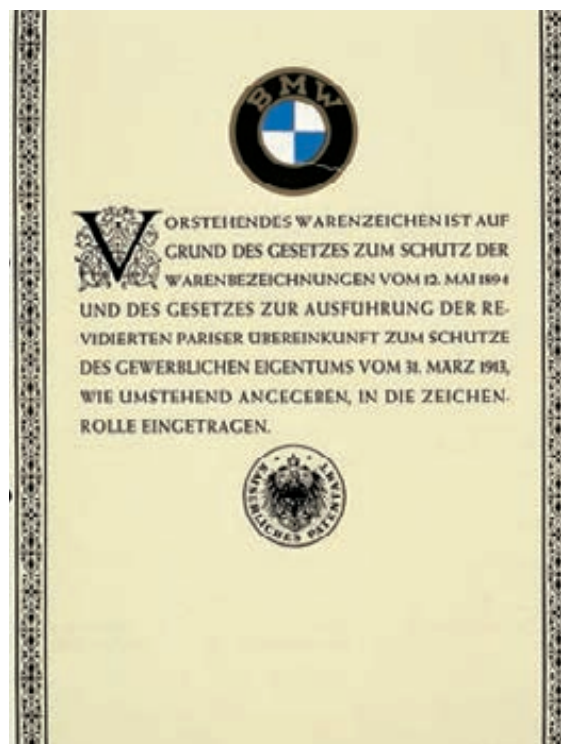 BMW
VORSTEHENDES WARENZEICHEN IST AUF
GRUND DES GESETZES ZUM SCHUTZ DER
WARENBEZEICHNUNGEN VOM 12. MAI 1894
UND DES GESETZES ZUR AUSFÜHRUNG DER RE-
VIDIERTEN PARISER ÜBEREINKUNFT ZUM SCHUTZE
DES GEWERBLICHEN EIGENTUMS VOM 31. MÄRZ 1913,
WIE UMSTEHEND ANGEGEBEN, IN DIE ZEICHEN-
ROLLE EINGETRAGEN.
KAISERLICHES PATENTAMT